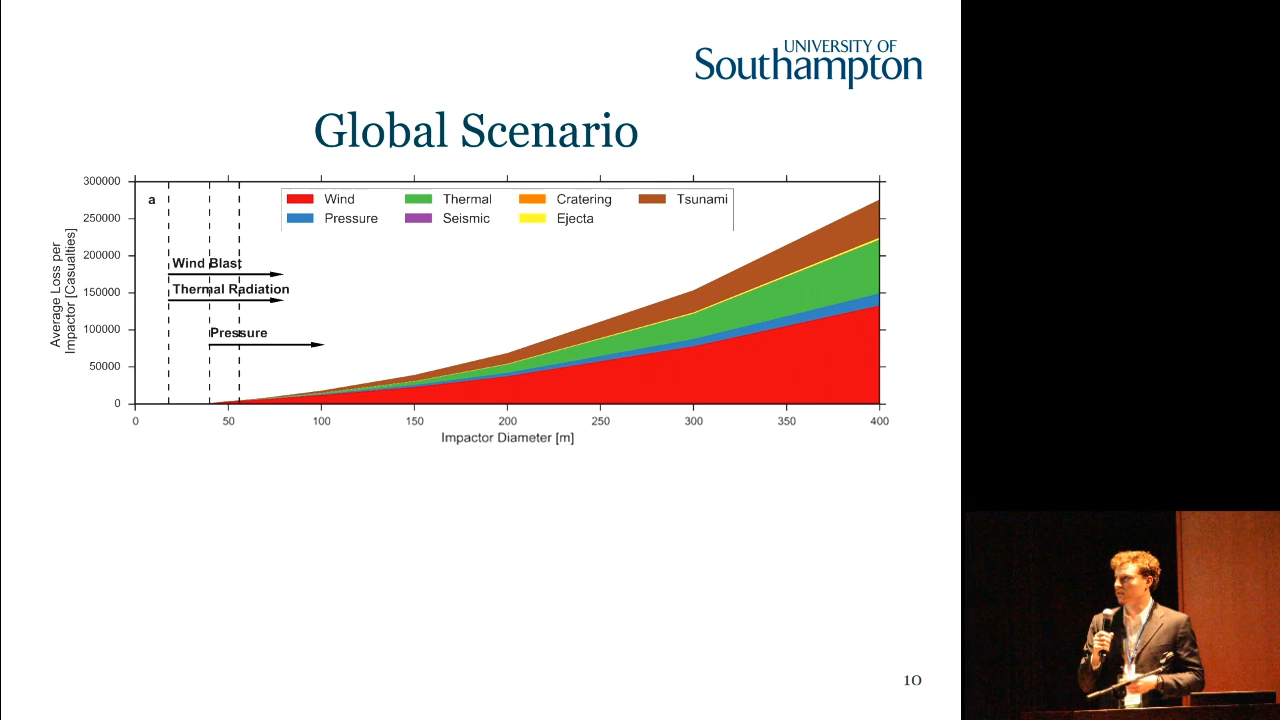 UNIVERSITY OF
Southampton
Global Scenario
a
Wind
Thermal
Cratering
Tsunami
Pressure
Seismic
Ejecta
300000
250000
200000
150000
100000
50000
0
Average Loss per
Impactor [Casualties]
Wind Blast
Thermal Radiation
Pressure
0 50 100 150 200 250 300 350 400
Impactor Diameter [m]
10